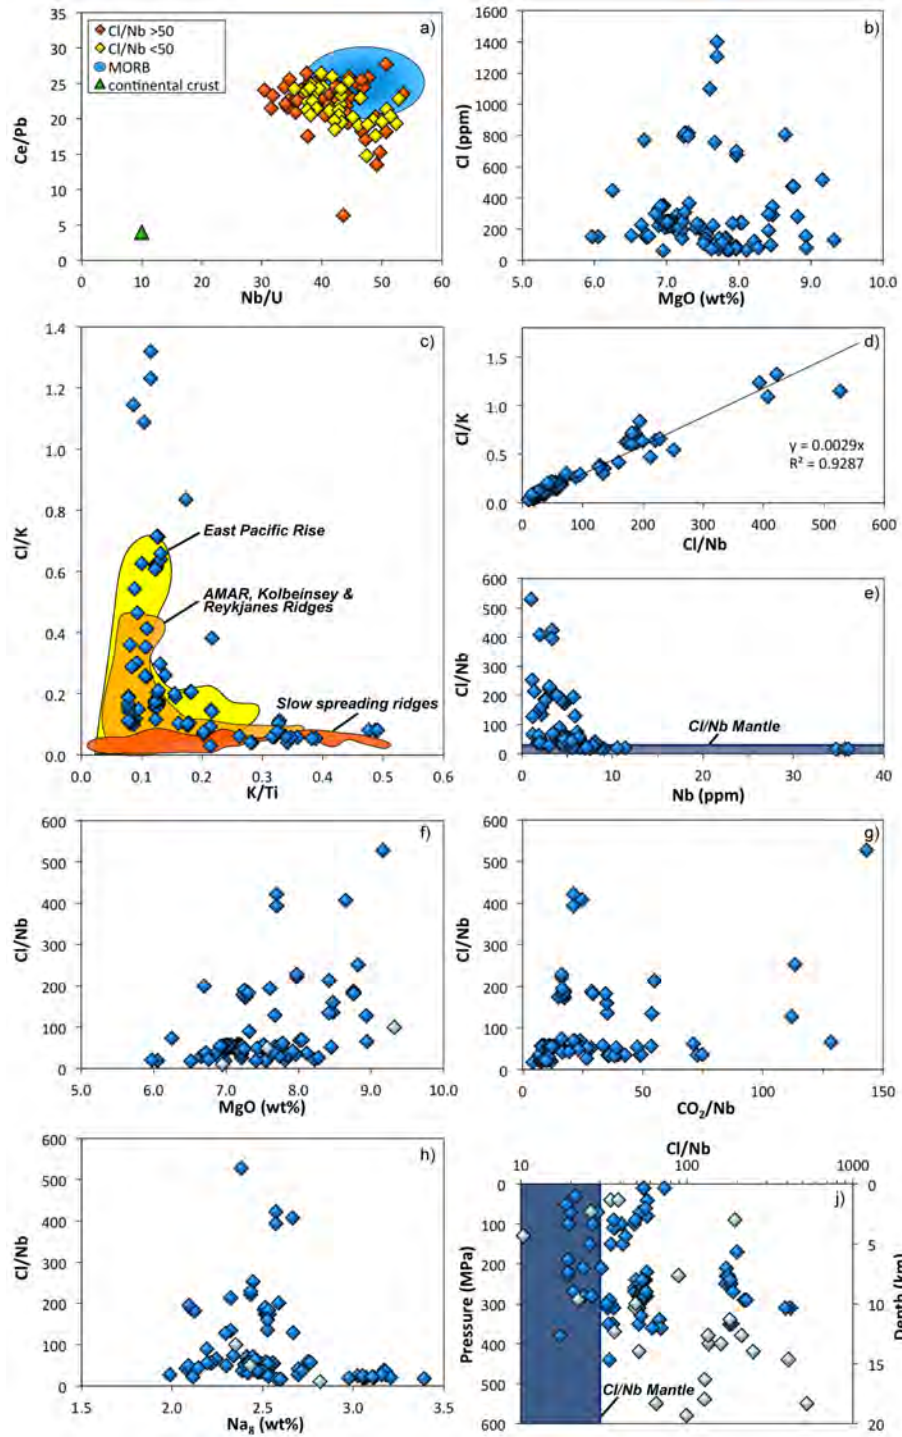 a)
Cl/Nb >50
Cl/Nb <50
MORB
continental crust
35
30
25
20
15
10
5
0
Ce/Pb
0 10 20 30 40 50 60
Nb/U
b)
1600
1400
1200
1000
800
600
400
200
0
Cl (ppm)
5.0 6.0 7.0 8.0 9.0 10.0
MgO (wt%)
c)
1.4
1.2
1.0
0.8
0.6
0.4
0.2
0.0
Cl/K
East Pacific Rise
AMAR, Kolbeinsey &
Reykjanes Ridges
Slow spreading ridges
0.0 0.1 0.2 0.3 0.4 0.5 0.6
K/Ti
d)
1.5
1.0
0.5
0.0
Cl/K
y = 0.0029x
R² = 0.9287
0 100 200 300 400 500 600
Cl/Nb
e)
600
500
400
300
200
100
0
Cl/Nb
Cl/Nb Mantle
0 10 20 30 40
Nb (ppm)
f)
600
500
400
300
200
100
0
Cl/Nb
5.0 6.0 7.0 8.0 9.0 10.0
MgO (wt%)
g)
600
500
400
300
200
100
0
Cl/Nb
0 50 100 150
CO₂/Nb
h)
600
500
400
300
200
100
0
Cl/Nb
1.5 2.0 2.5 3.0 3.5
Na₈ (wt%)
Cl/Nb
10 100 1000
j)
0
100
200
300
400
500
600
Pressure (MPa)
0
5
10
15
20
Depth (km)
Cl/Nb Mantle